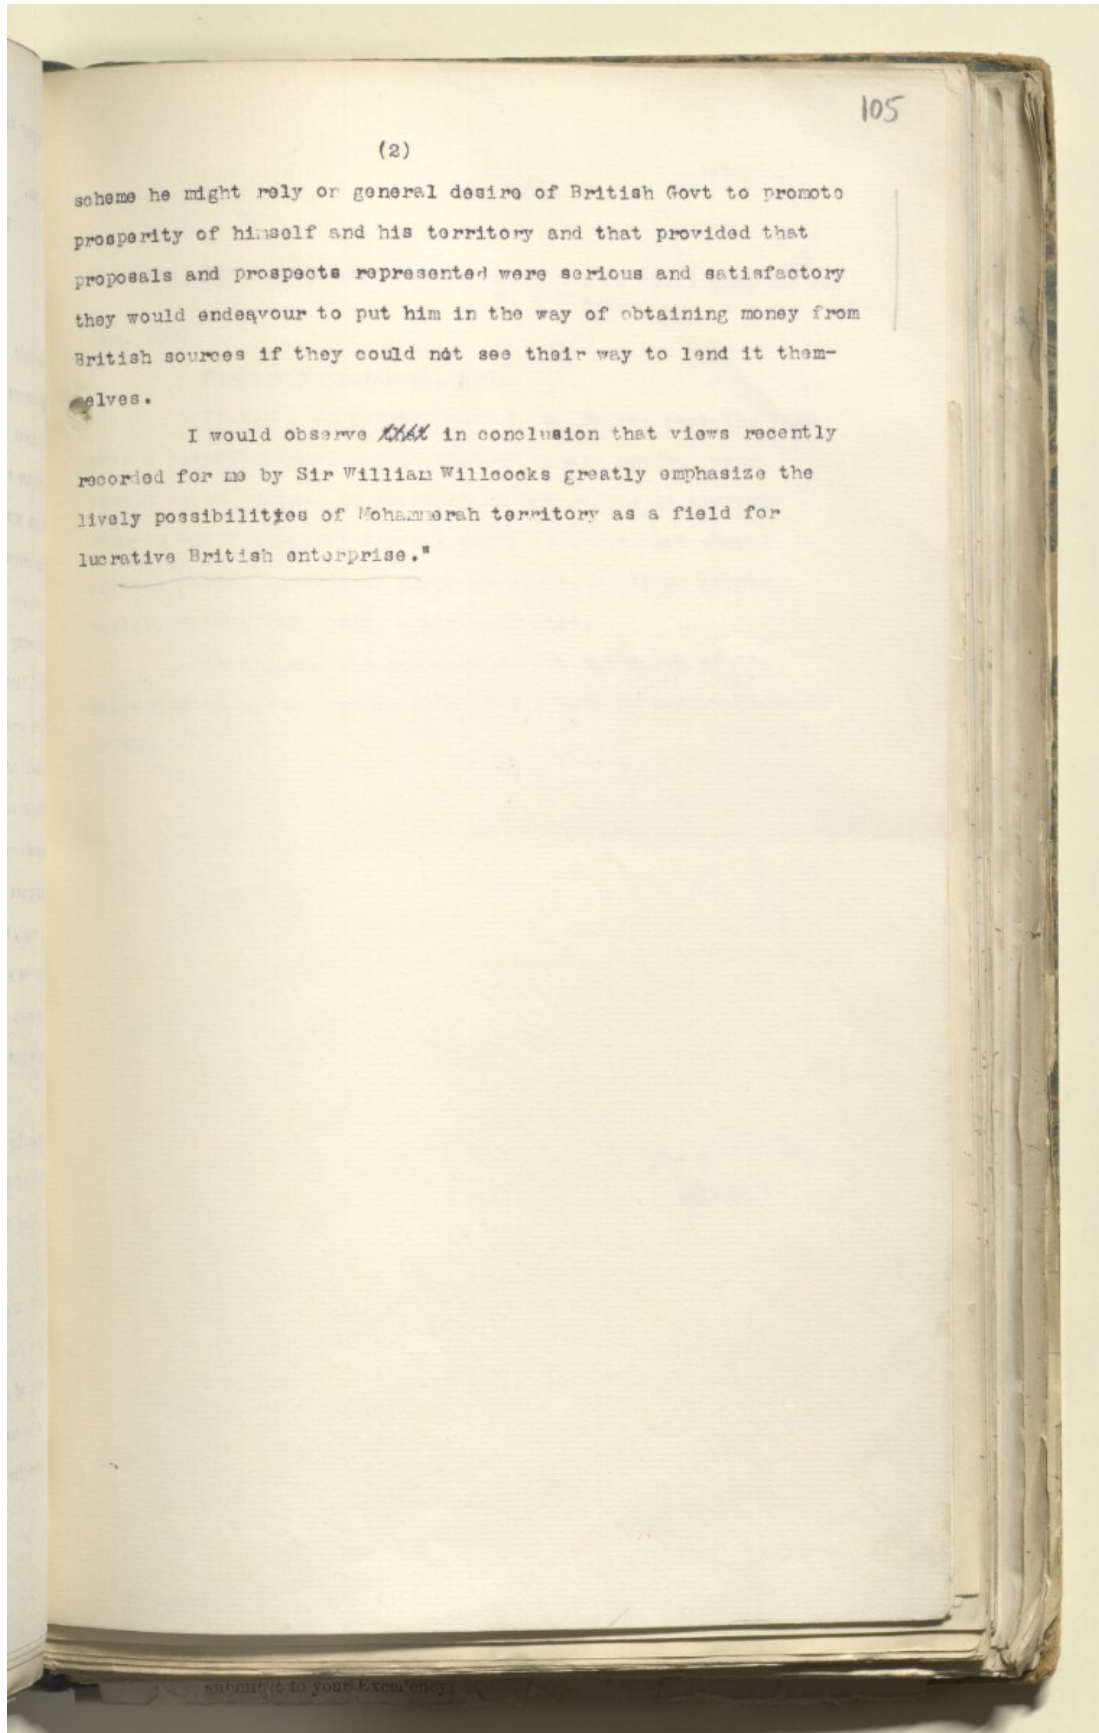 105
(2)
scheme he might rely on general desire of British Govt to promote
prosperity of himself and his territory and that provided that
proposals and prospects represented were serious and satisfactory
they would endeavour to put him in the way of obtaining money from
British sources if they could not see their way to lend it them-
selves.
I would observe that in conclusion that views recently
recorded for me by Sir William Willcocks greatly emphasize the
lively possibilities of Mohammerah territory as a field for
lucrative British enterprise."
submit it to your Excellency